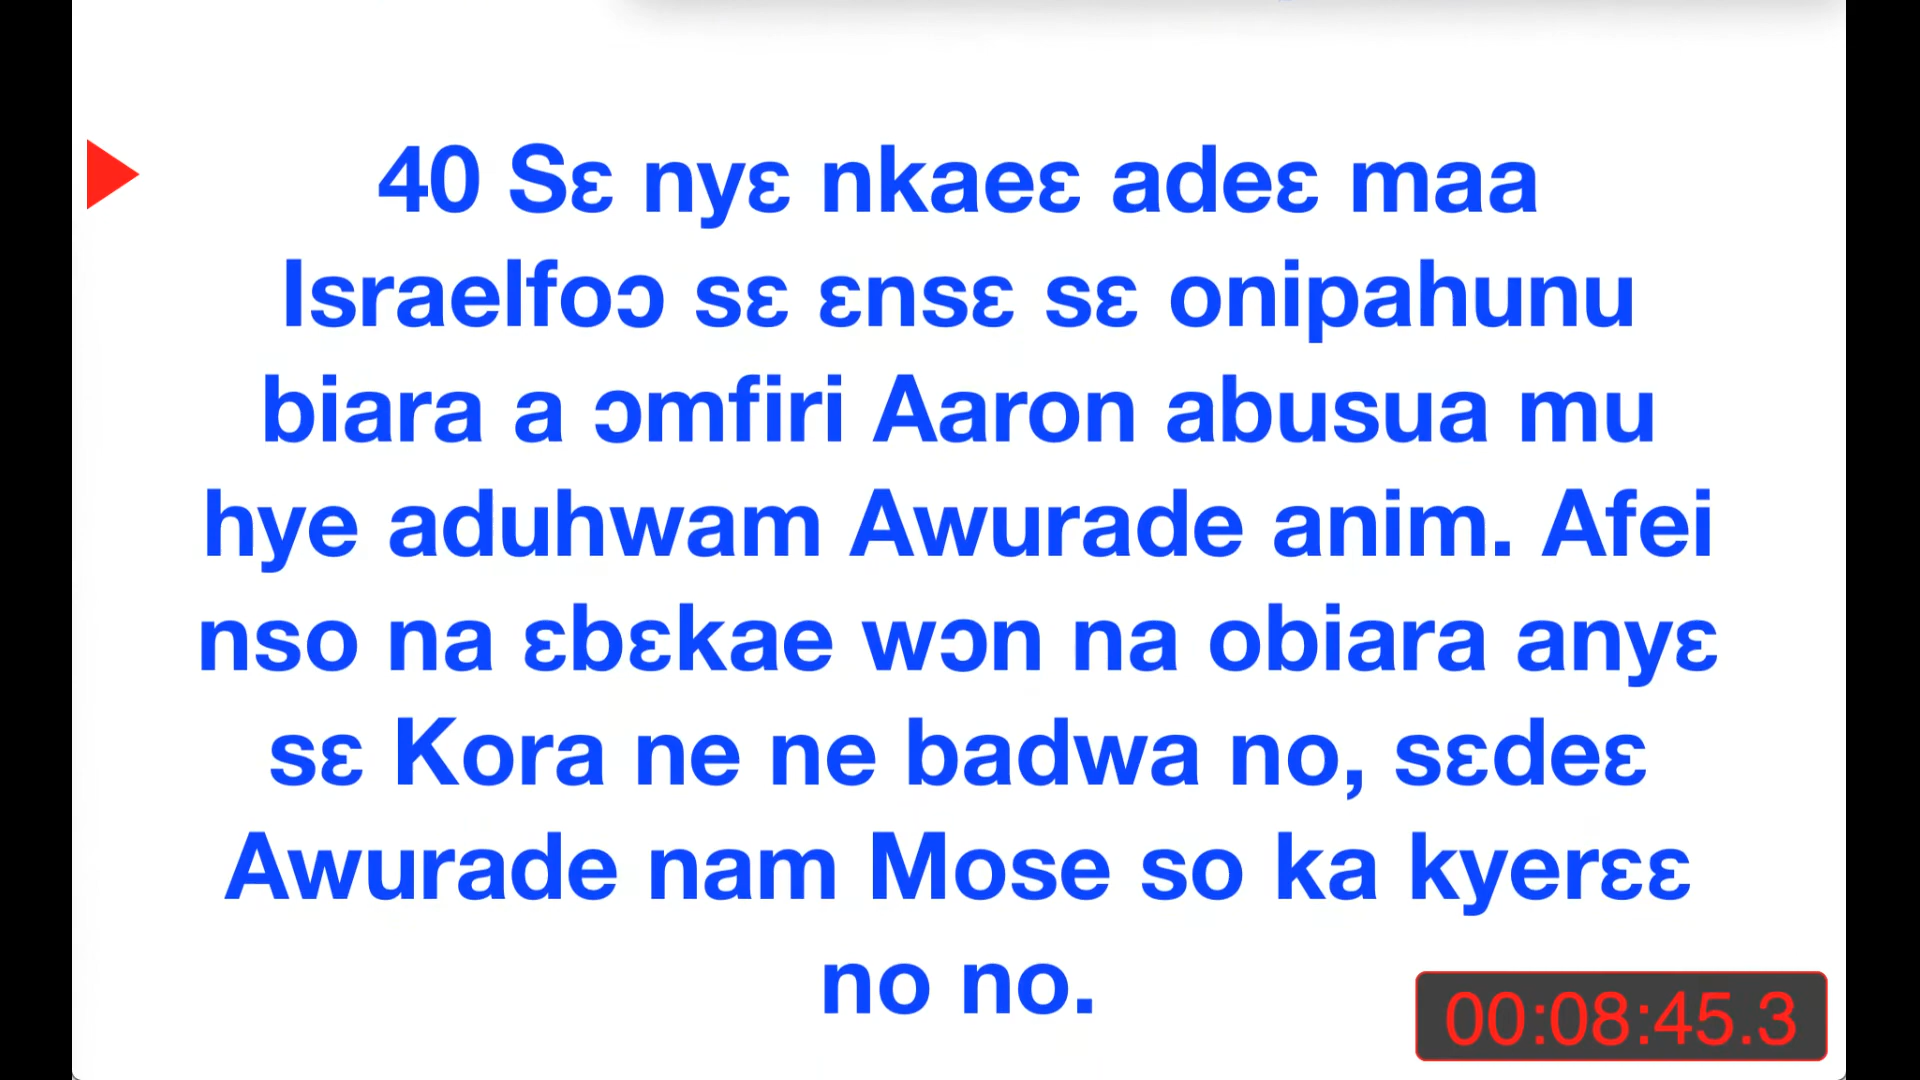 40 Sɛ nyɛ nkaeɛ adeɛ maa
Israelfoɔ sɛ ɛnsɛ sɛ onipahunu
biara a ɔmfiri Aaron abusua mu
hye aduhwam Awurade anim. Afei
nso na ɛbɛkae wɔn na obiara anyɛ
sɛ Kora ne ne badwa no, sɛdeɛ
Awurade nam Mose so ka kyerɛɛ
no no.
00:08:45.3